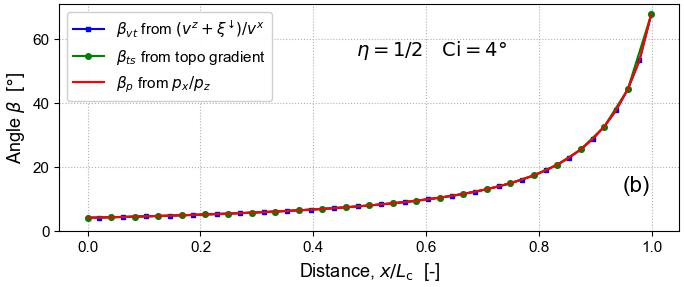 β_vt from (v^z + ξ^↓)/v^x
β_ts from topo gradient
β_p from p_x/p_z
η = 1/2   Ci = 4°
(b)
Angle β [°]
60
40
20
0
0.0 0.2 0.4 0.6 0.8 1.0
Distance, x/L_c [-]